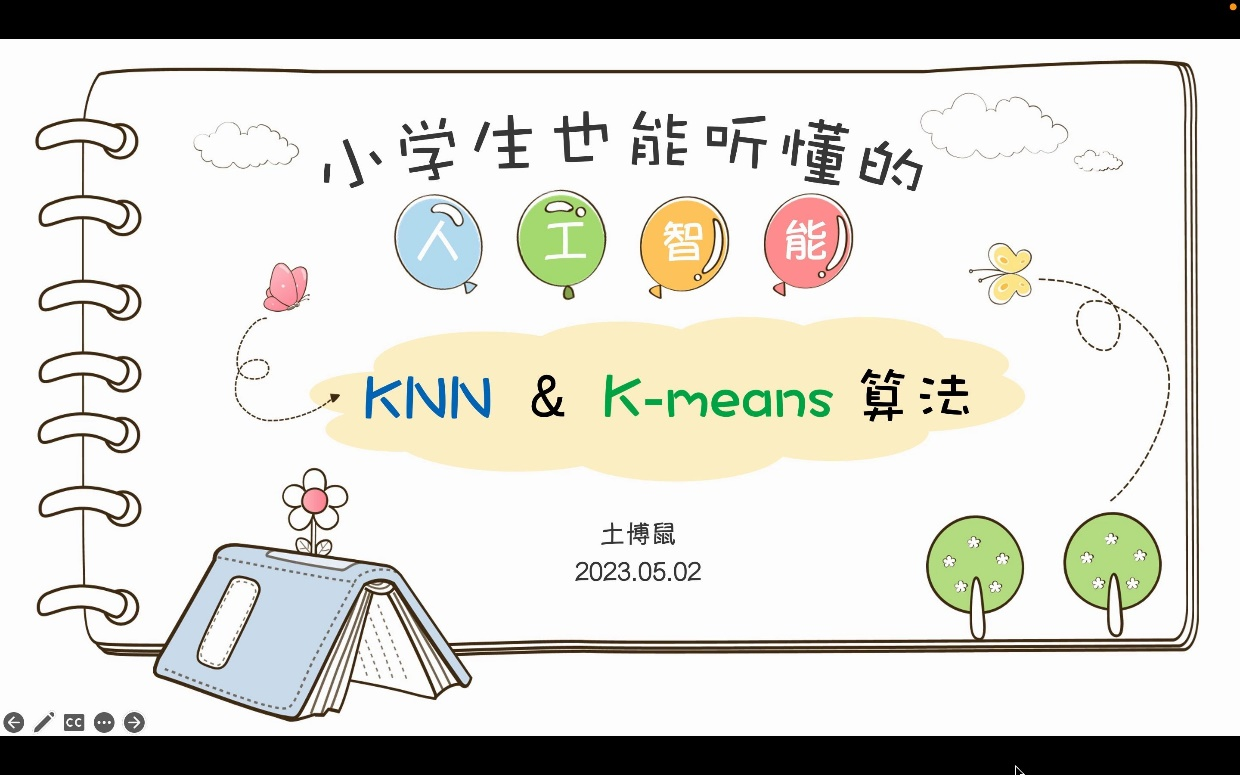 小学生也能听懂的
人工智能
KNN & K-means 算法
土博鼠
2023.05.02
CC